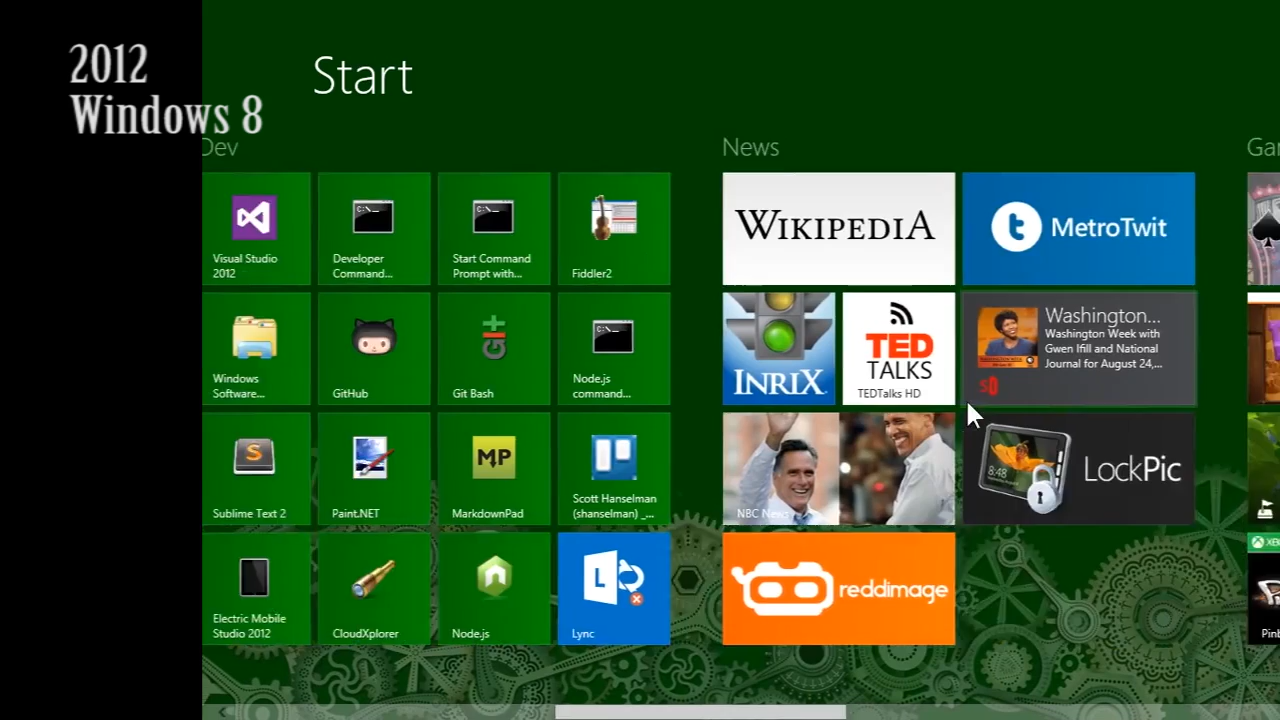 2012
Windows 8
Start
Dev
News
Gar
Visual Studio
2012
Developer
Command...
Start Command
Prompt with...
Fiddler2
Windows
Software...
GitHub
Git Bash
Node.js
command...
Sublime Text 2
Paint.NET
MP
MarkdownPad
Scott Hanselman
(shanselman) _...
Electric Mobile
Studio 2012
CloudXplorer
Node.js
L
Lync
WIKIPEDIA
t MetroTwit
INRIX
TED
TALKS
TEDTalks HD
Washington...
Washington Week with
Gwen Ifill and National
Journal for August 24,...
NBC News
8:48
LockPic
reddimage
XB
Pinb